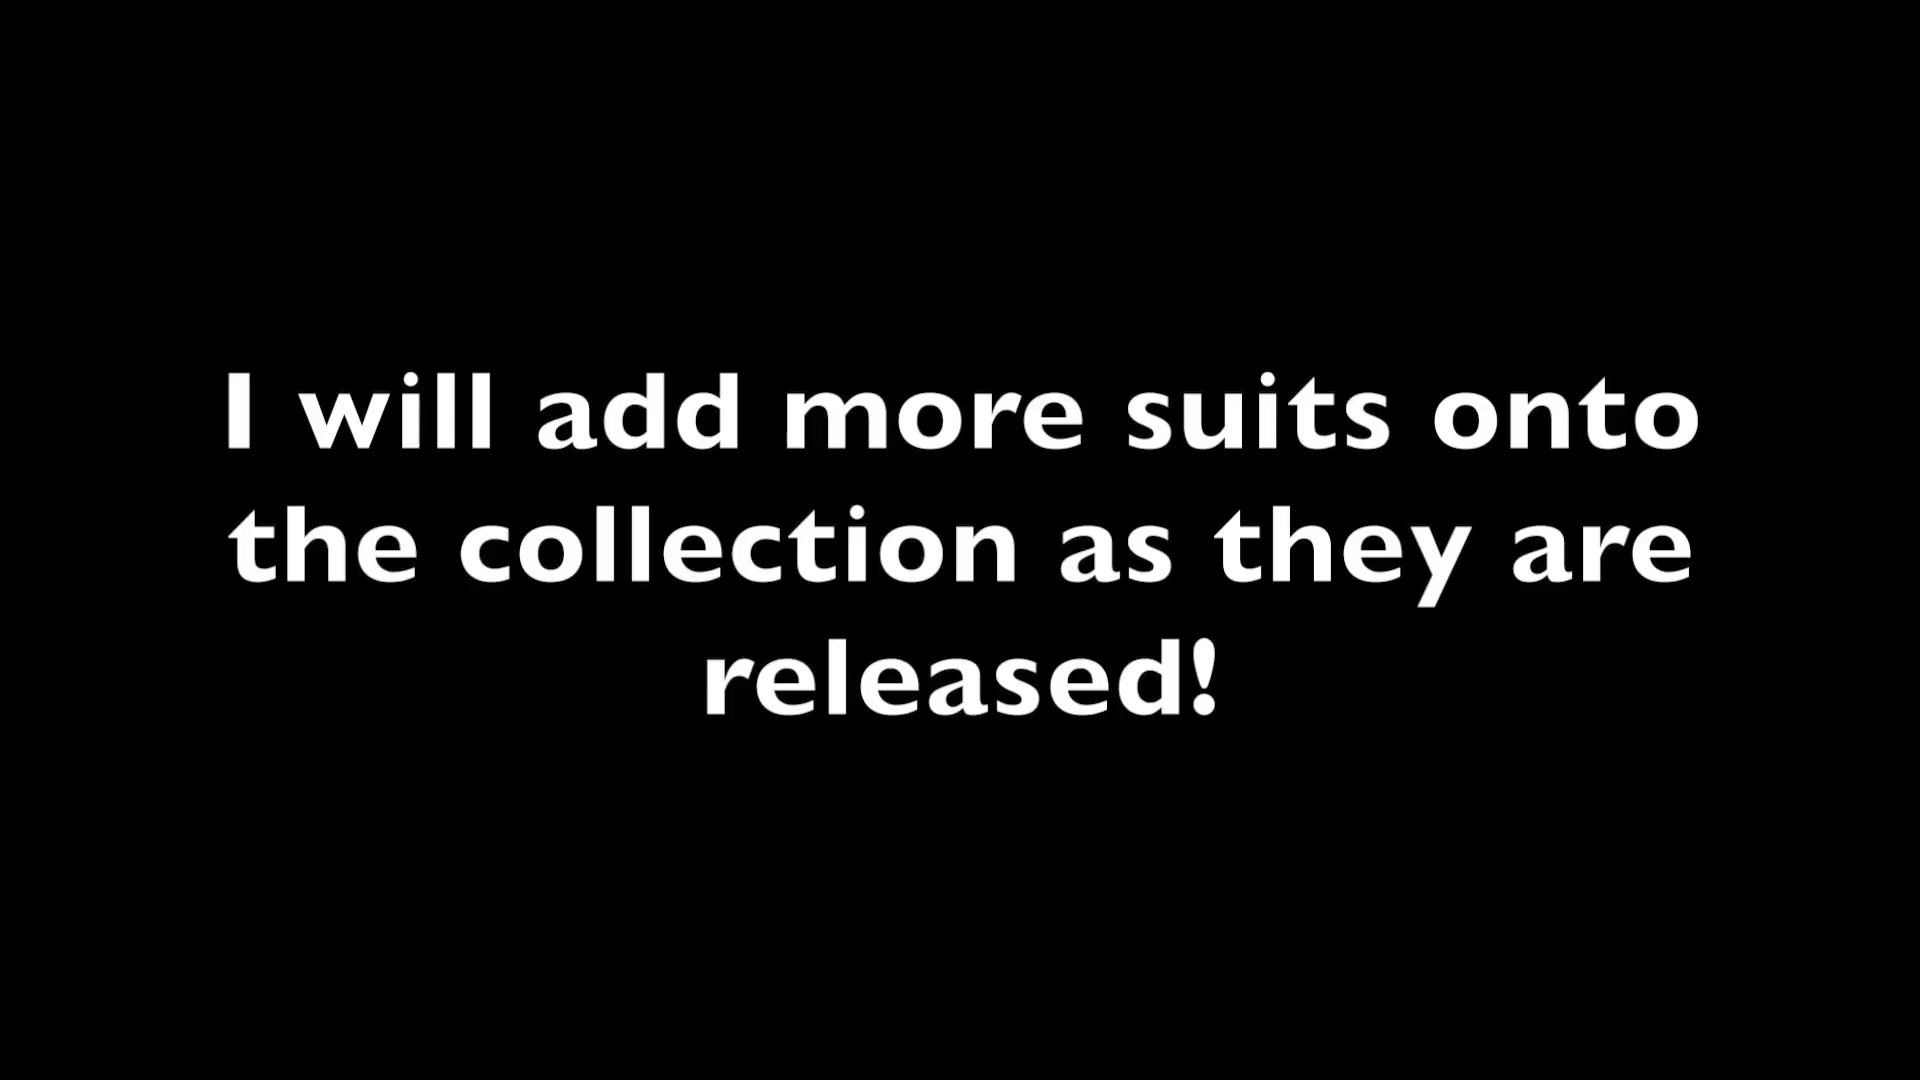 I will add more suits onto
the collection as they are
released!